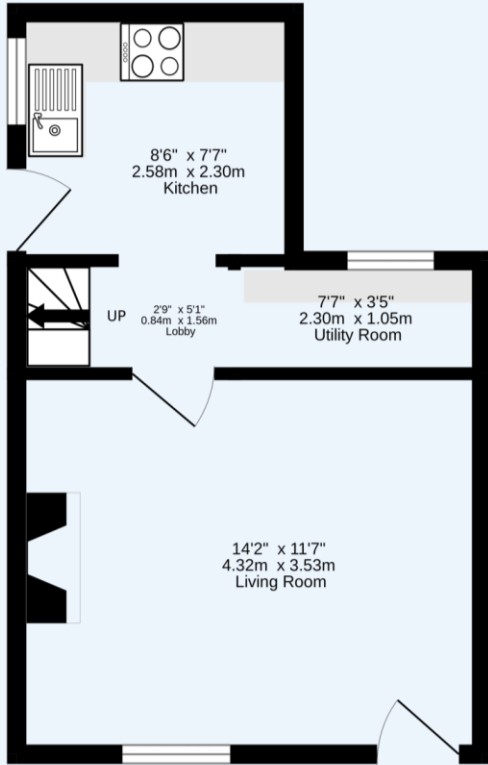 8'6" x 7'7"
2.58m x 2.30m
Kitchen
UP
2'9" x 5'1"
0.84m x 1.56m
Lobby
7'7" x 3'5"
2.30m x 1.05m
Utility Room
14'2" x 11'7"
4.32m x 3.53m
Living Room